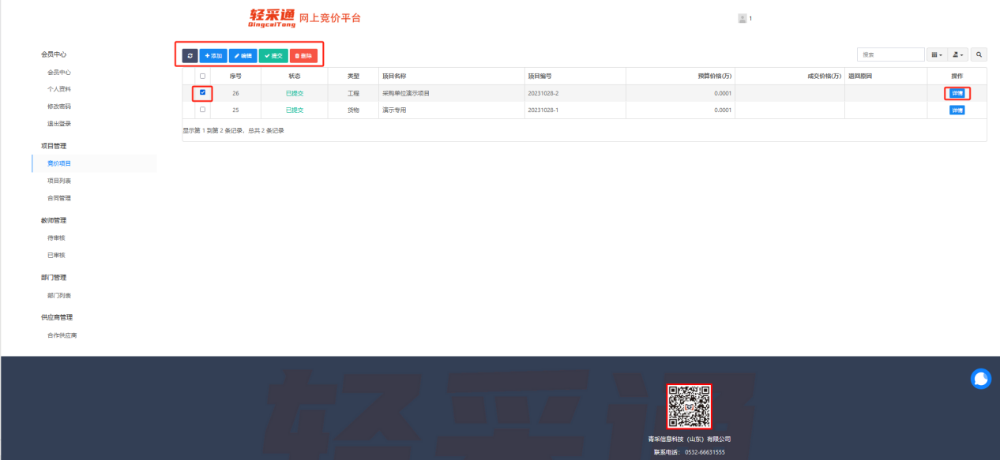 轻采通 网上竞价平台
QingcaiTong
1
会员中心
会员中心
个人资料
修改密码
退出登录
项目管理
竞价项目
项目列表
合同管理
教师管理
待审核
已审核
部门管理
部门列表
供应商管理
合作供应商
添加 编辑 提交 删除
搜索
序号 状态 类型 项目名称 项目编号 预算价格(万) 成交价格(万) 退回原因 操作
26 已提交 工程 采购单位演示项目 20231028-2 0.0001 详情
25 已提交 货物 演示专用 20231028-1 0.0001 详情
显示第 1 到第 2 条记录，总共 2 条记录
轻采通
青采信息科技（山东）有限公司
联系电话： 0532-66631555